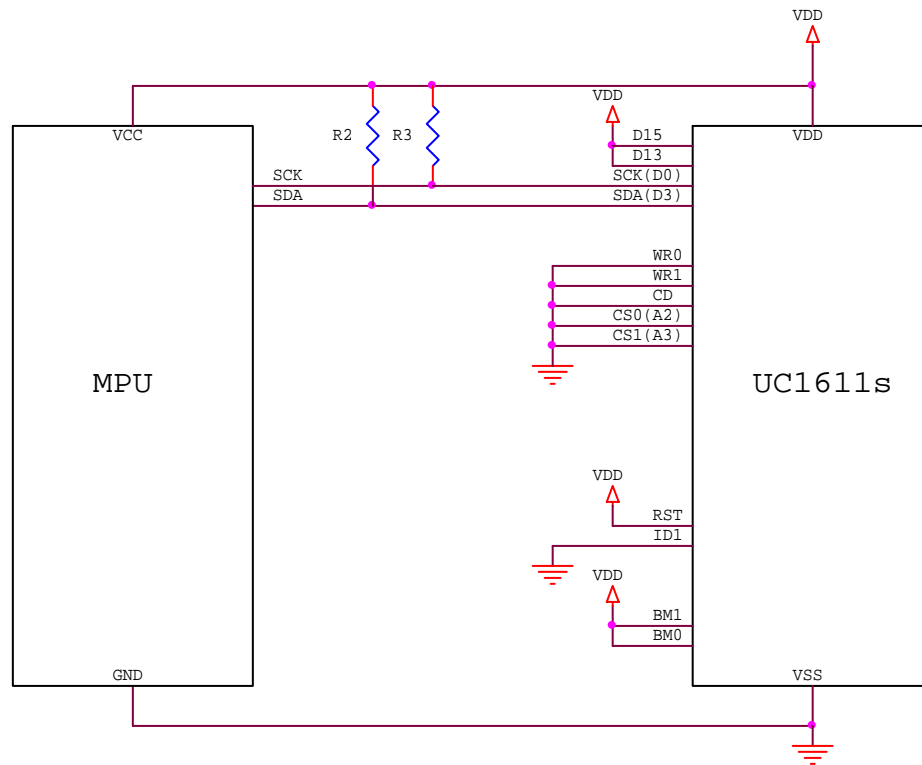 VDD
VCC
R2
R3
VDD
D15
D13
VDD
SCK
SCK(D0)
SDA
SDA(D3)
WR0
WR1
CD
CS0(A2)
CS1(A3)
MPU
UC1611s
VDD
RST
ID1
VDD
BM1
BM0
GND
VSS